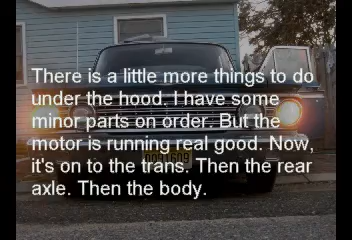 There is a little more things to do
under the hood. I have some
minor parts on order. But the
motor is running real good. Now,
it's on to the trans. Then the rear
axle. Then the body.